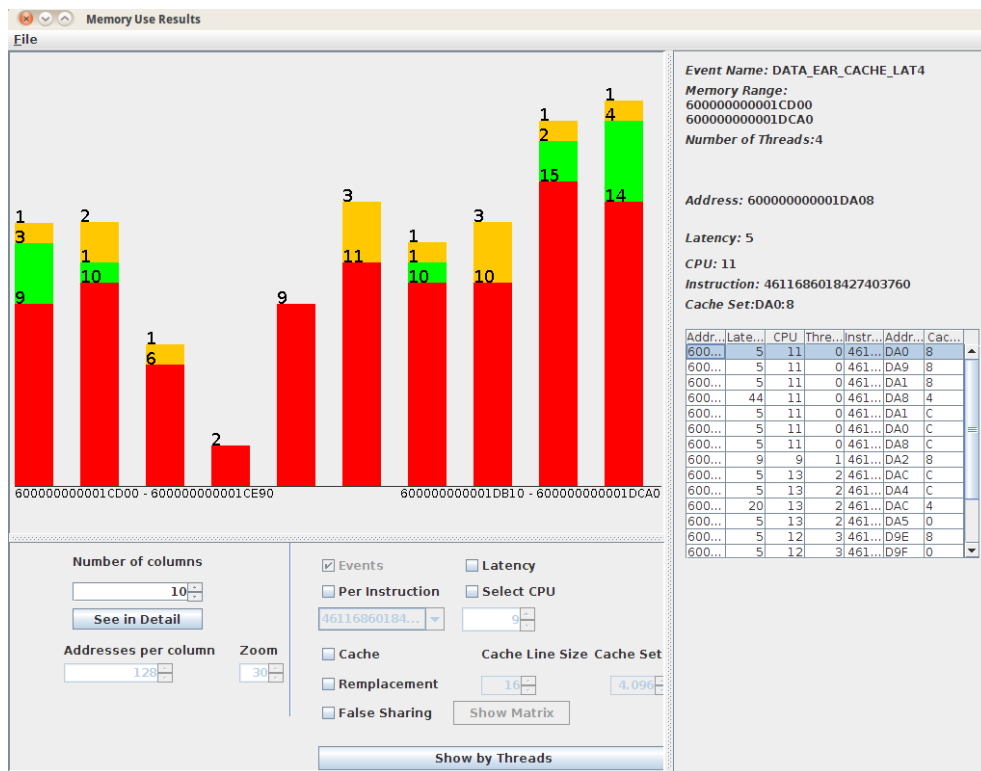 Memory Use Results
File
1
3
9
2
1
10
1
6
2
9
3
11
1
1
10
3
10
1
2
15
1
4
14
600000000001CD00 - 600000000001CE90
600000000001DB10 - 600000000001DCA0
Number of columns
10
See in Detail
Addresses per column Zoom
128 30
Events Latency
Per Instruction Select CPU
46116860184... 9
Cache Cache Line Size Cache Set
Remplacement 16 4.096
False Sharing Show Matrix
Show by Threads
Event Name: DATA_EAR_CACHE_LAT4
Memory Range:
600000000001CD00
600000000001DCA0
Number of Threads:4
Address: 600000000001DA08
Latency: 5
CPU: 11
Instruction: 4611686018427403760
Cache Set:DA0:8
Addr... Late... CPU Thre... Instr... Addr... Cac...
600... 5 11 0 461... DA0 8
600... 5 11 0 461... DA9 8
600... 5 11 0 461... DA1 8
600... 44 11 0 461... DA8 4
600... 5 11 0 461... DA1 C
600... 5 11 0 461... DA0 C
600... 5 11 0 461... DA8 C
600... 9 9 1 461... DA2 8
600... 5 13 2 461... DAC C
600... 5 13 2 461... DA4 C
600... 20 13 2 461... DAC 4
600... 5 13 2 461... DA5 0
600... 5 12 3 461... D9E 8
600... 5 12 3 461... D9F 0